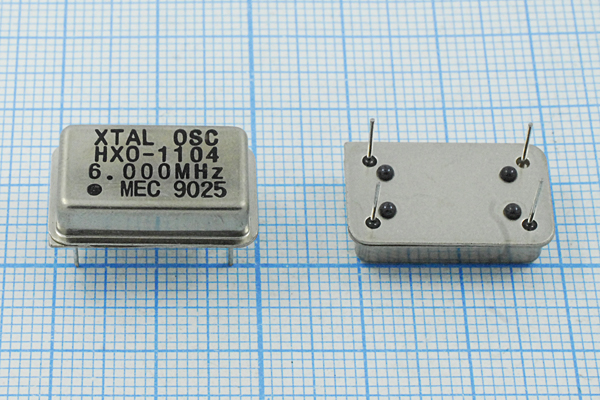 XTAL OSC
HXO-1104
6.000MHz
MEC 9025